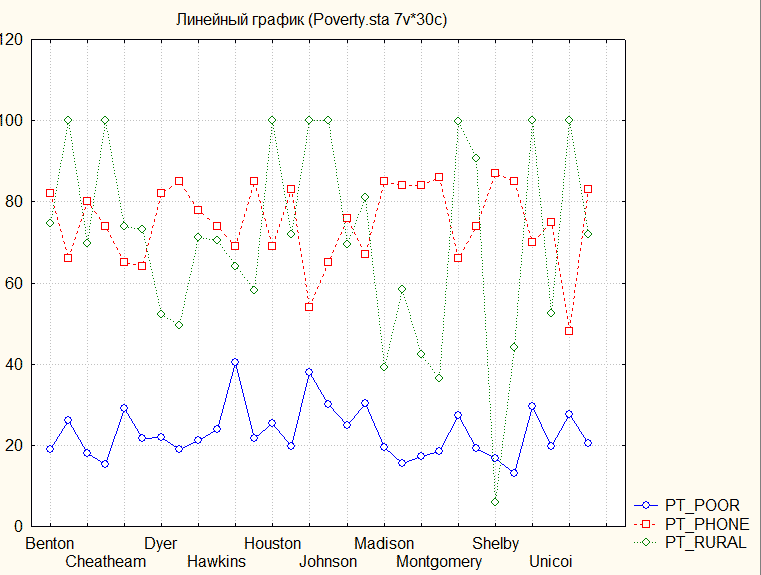 Линейный график (Poverty.sta 7v*30c)
120
100
80
60
40
20
0
Benton Dyer Houston Madison Shelby
Cheatheam Hawkins Johnson Montgomery Unicoi
PT_POOR
PT_PHONE
PT_RURAL